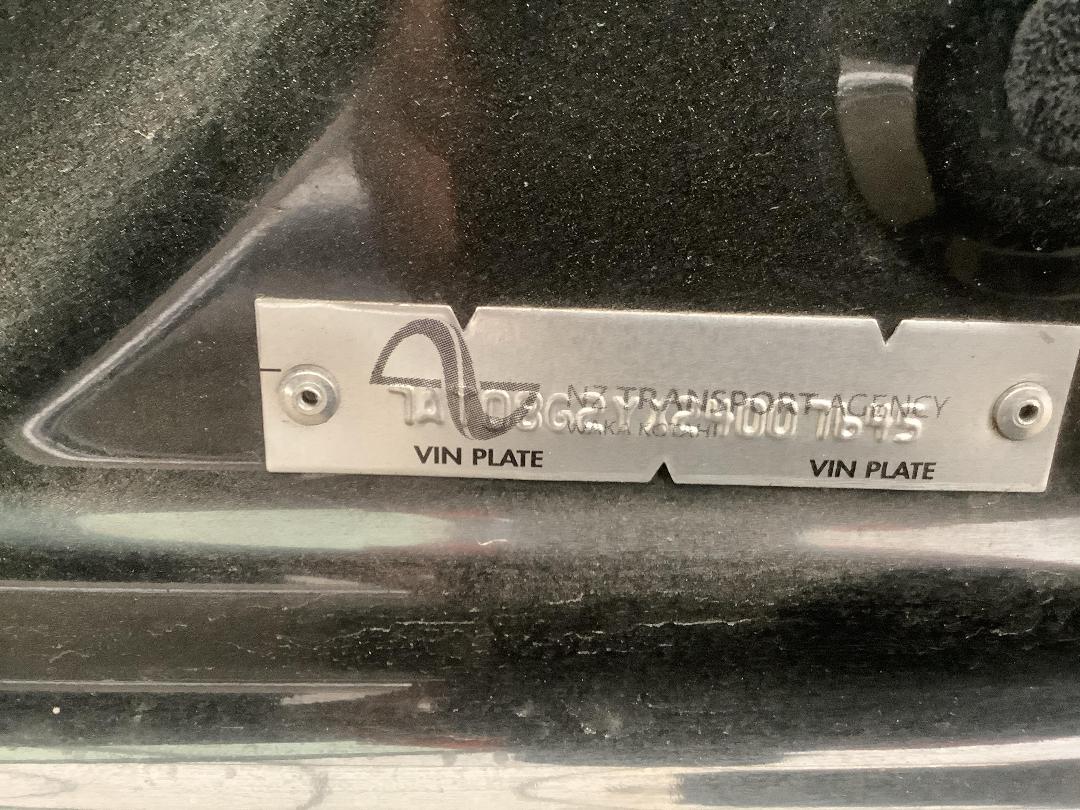 NZ TRANSPORT AGENCY
WAKA KOTAHI
VIN PLATE VIN PLATE